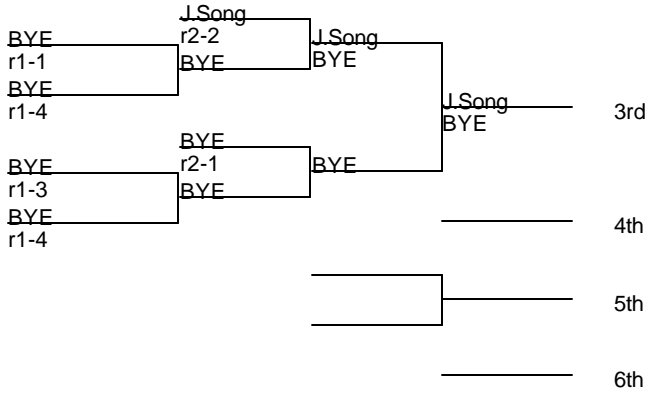 J.Song
r2-2
BYE
r1-1
BYE
BYE
r1-4
J.Song
BYE
J.Song
BYE
3rd
BYE
r2-1
BYE
BYE
r1-3
BYE
BYE
r1-4
4th
5th
6th